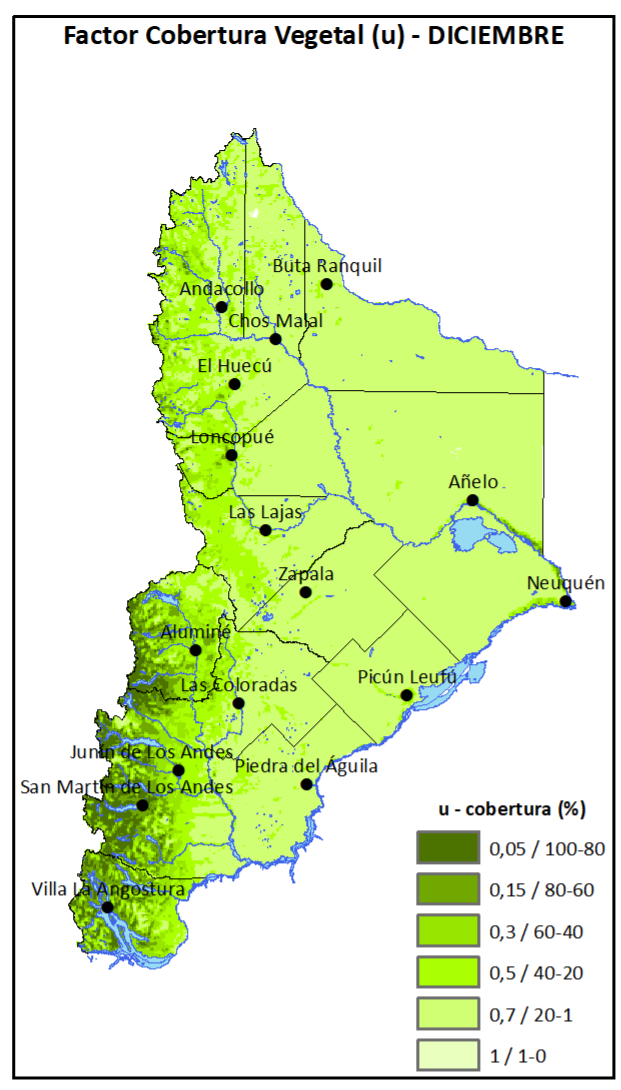 Factor Cobertura Vegetal (u) - DICIEMBRE
Buta Ranquil
Andacollo
Chos Malal
El Huecú
Loncopué
Añelo
Las Lajas
Zapala
Neuquén
Aluminé
Picún Leufú
Las Coloradas
Junín de Los Andes
Piedra del Águila
San Martín de Los Andes
u - cobertura (%)
0,05 / 100-80
Villa La Angostura
0,15 / 80-60
0,3 / 60-40
0,5 / 40-20
0,7 / 20-1
1 / 1-0